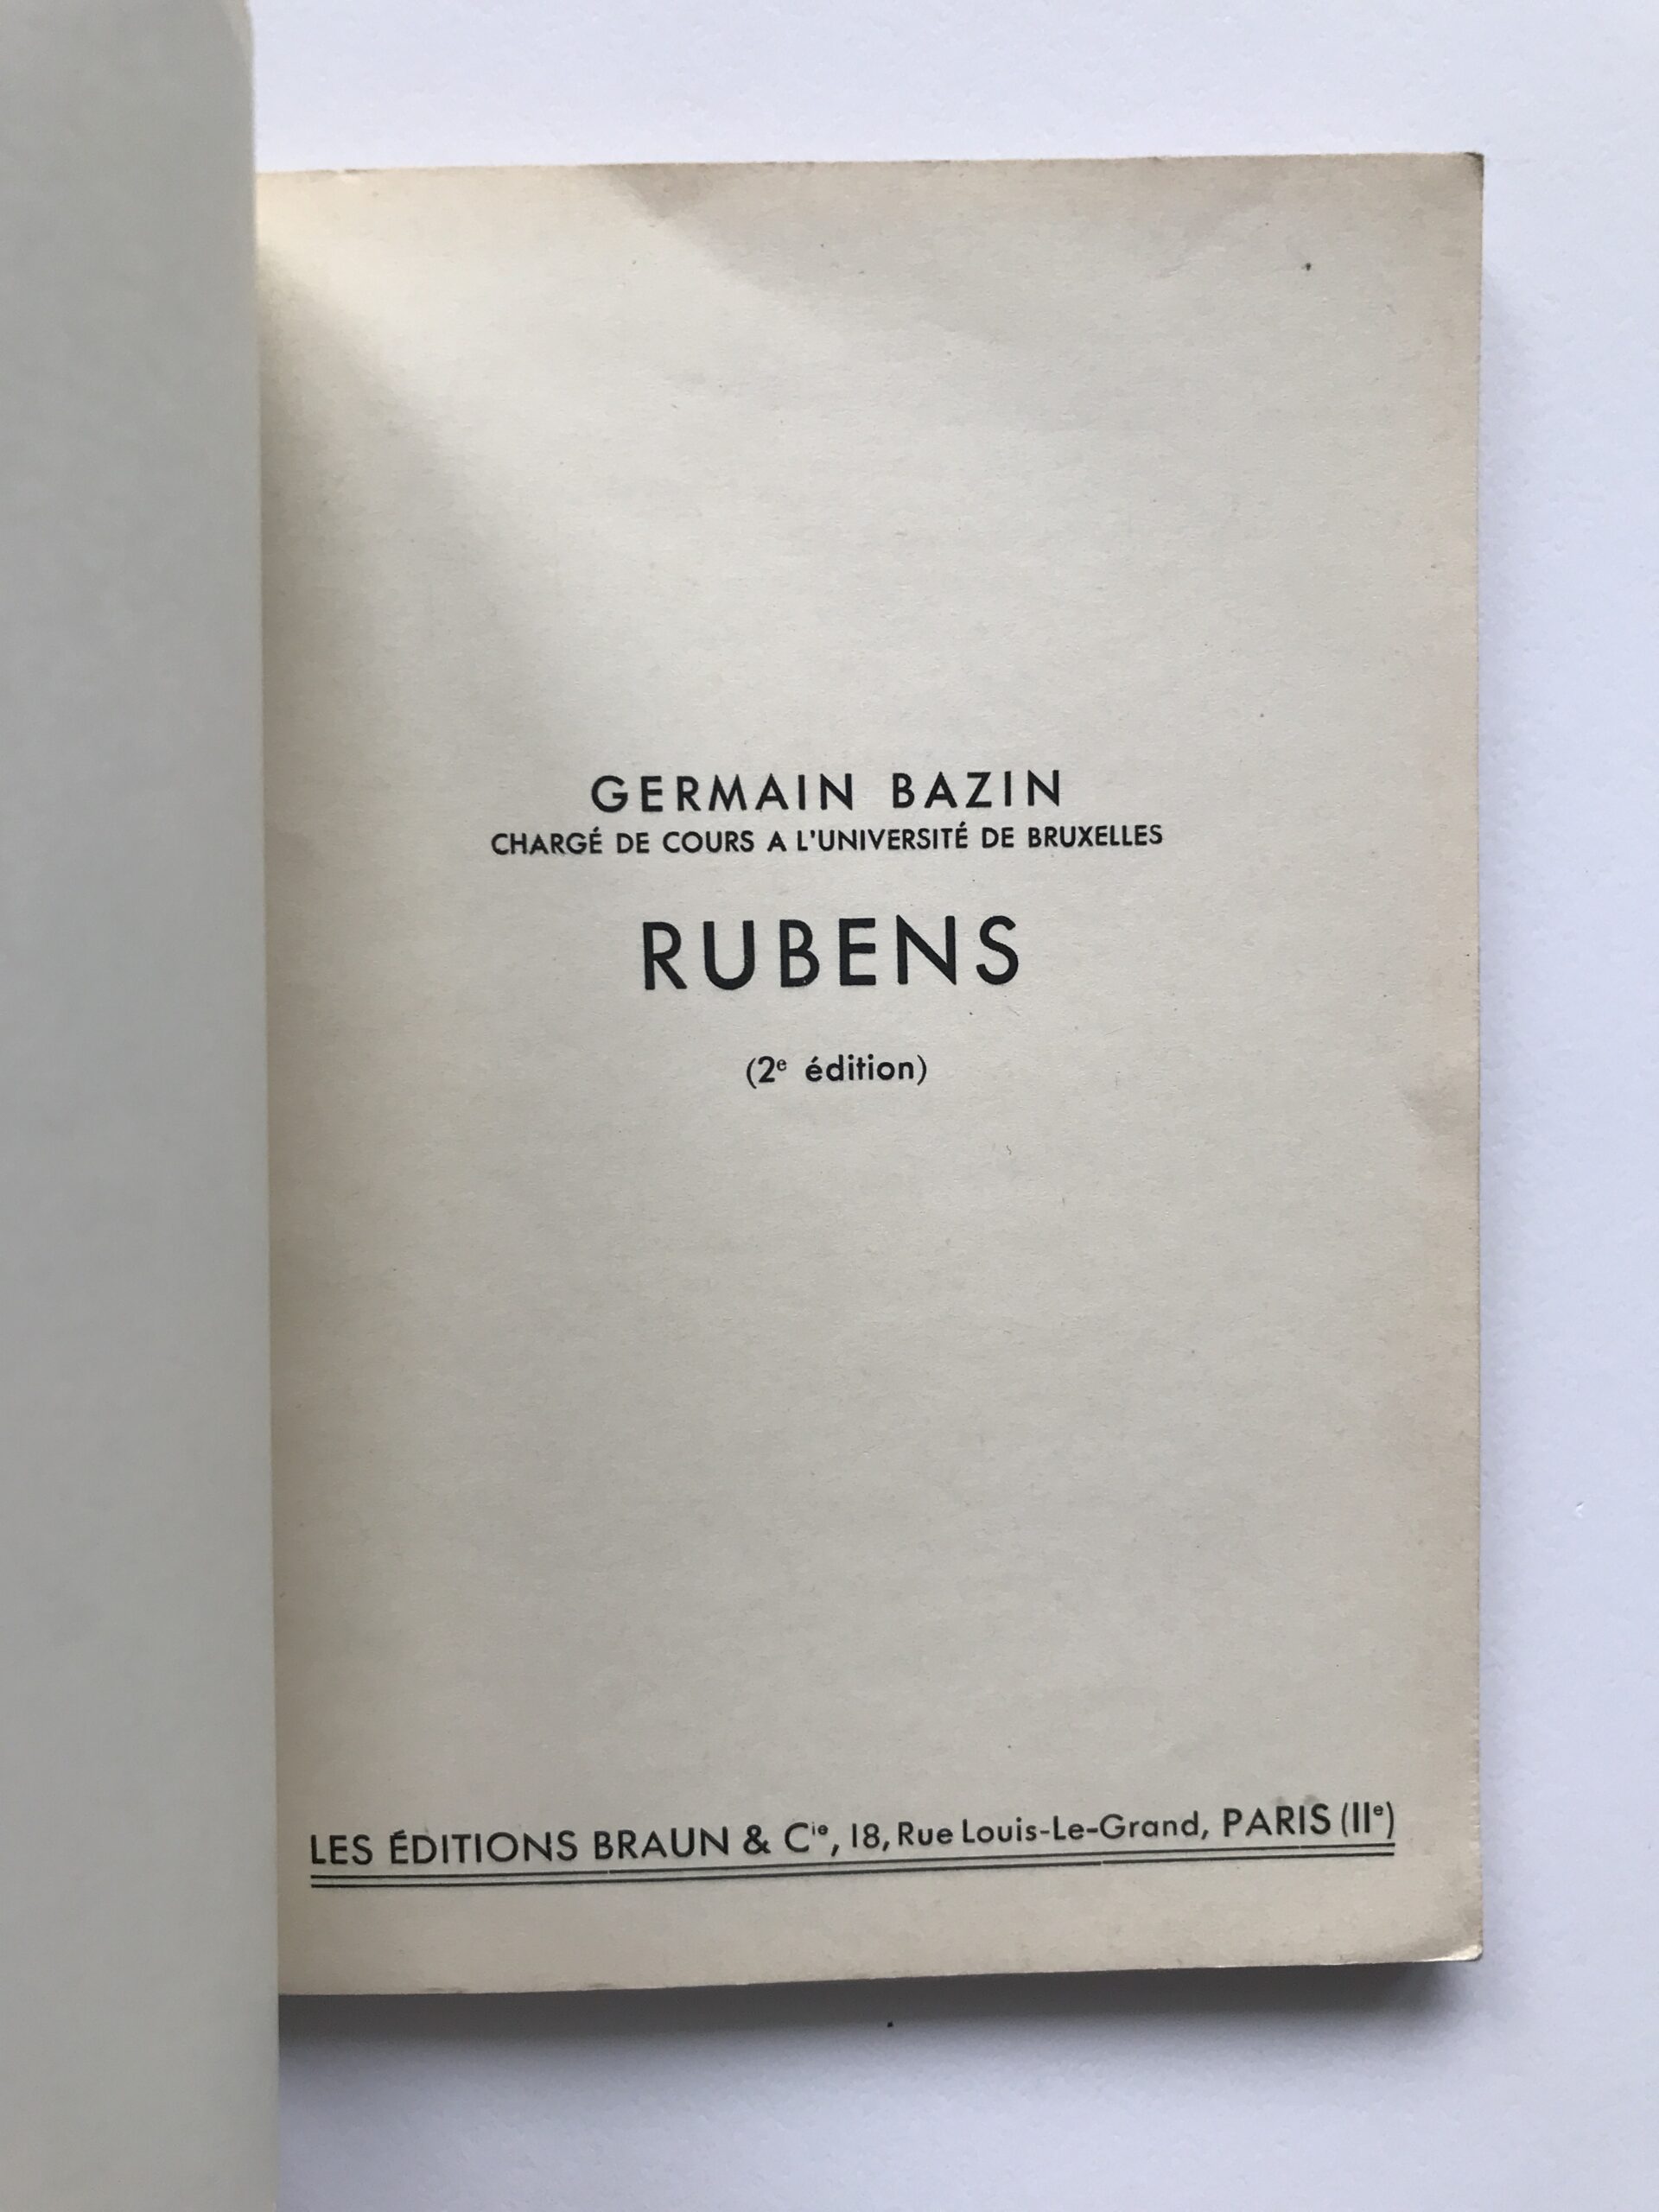 GERMAIN BAZIN
CHARGÉ DE COURS A L'UNIVERSITÉ DE BRUXELLES
RUBENS
(2e édition)
LES ÉDITIONS BRAUN & Cie, 18, Rue Louis-Le-Grand, PARIS (IIe)